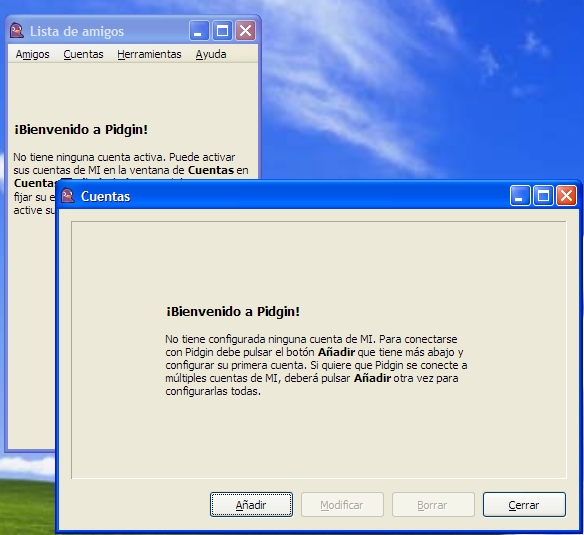 Lista de amigos
Amigos Cuentas Herramientas Ayuda
¡Bienvenido a Pidgin!
No tiene ninguna cuenta activa. Puede activar
sus cuentas de MI en la ventana de Cuentas en
Cuentas
fijar su e
active su
Cuentas
¡Bienvenido a Pidgin!
No tiene configurada ninguna cuenta de MI. Para conectarse
con Pidgin debe pulsar el botón Añadir que tiene más abajo y
configurar su primera cuenta. Si quiere que Pidgin se conecte a
múltiples cuentas de MI, deberá pulsar Añadir otra vez para
configurarlas todas.
Añadir Modificar Borrar Cerrar